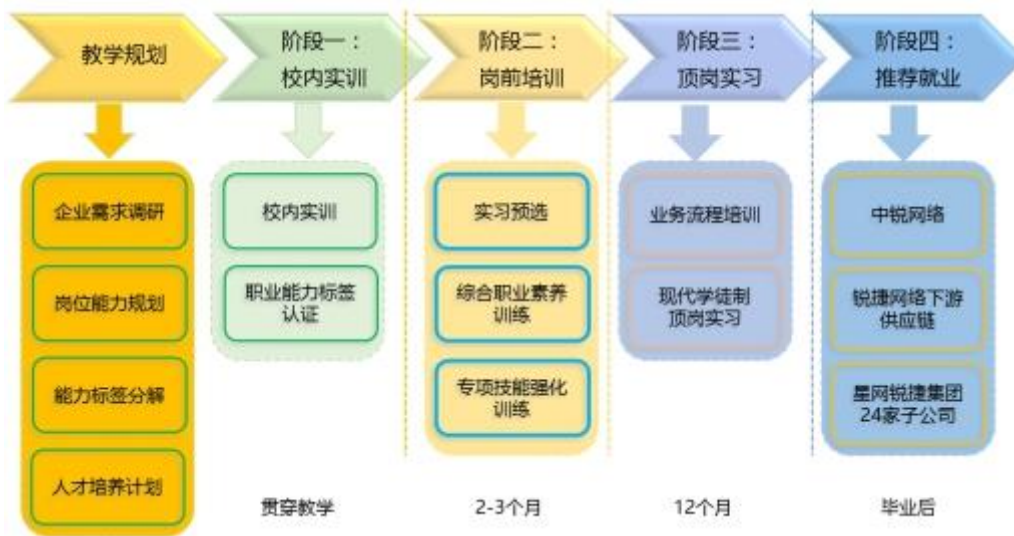 教学规划
阶段一：
校内实训
阶段二：
岗前培训
阶段三：
顶岗实习
阶段四：
推荐就业
企业需求调研
岗位能力规划
能力标签分解
人才培养计划
校内实训
职业能力标签
认证
贯穿教学
实习预选
综合职业素养
训练
专项技能强化
训练
2-3个月
业务流程培训
现代学徒制
顶岗实习
12个月
中锐网络
锐捷网络下游
供应链
星网锐捷集团
24家子公司
毕业后